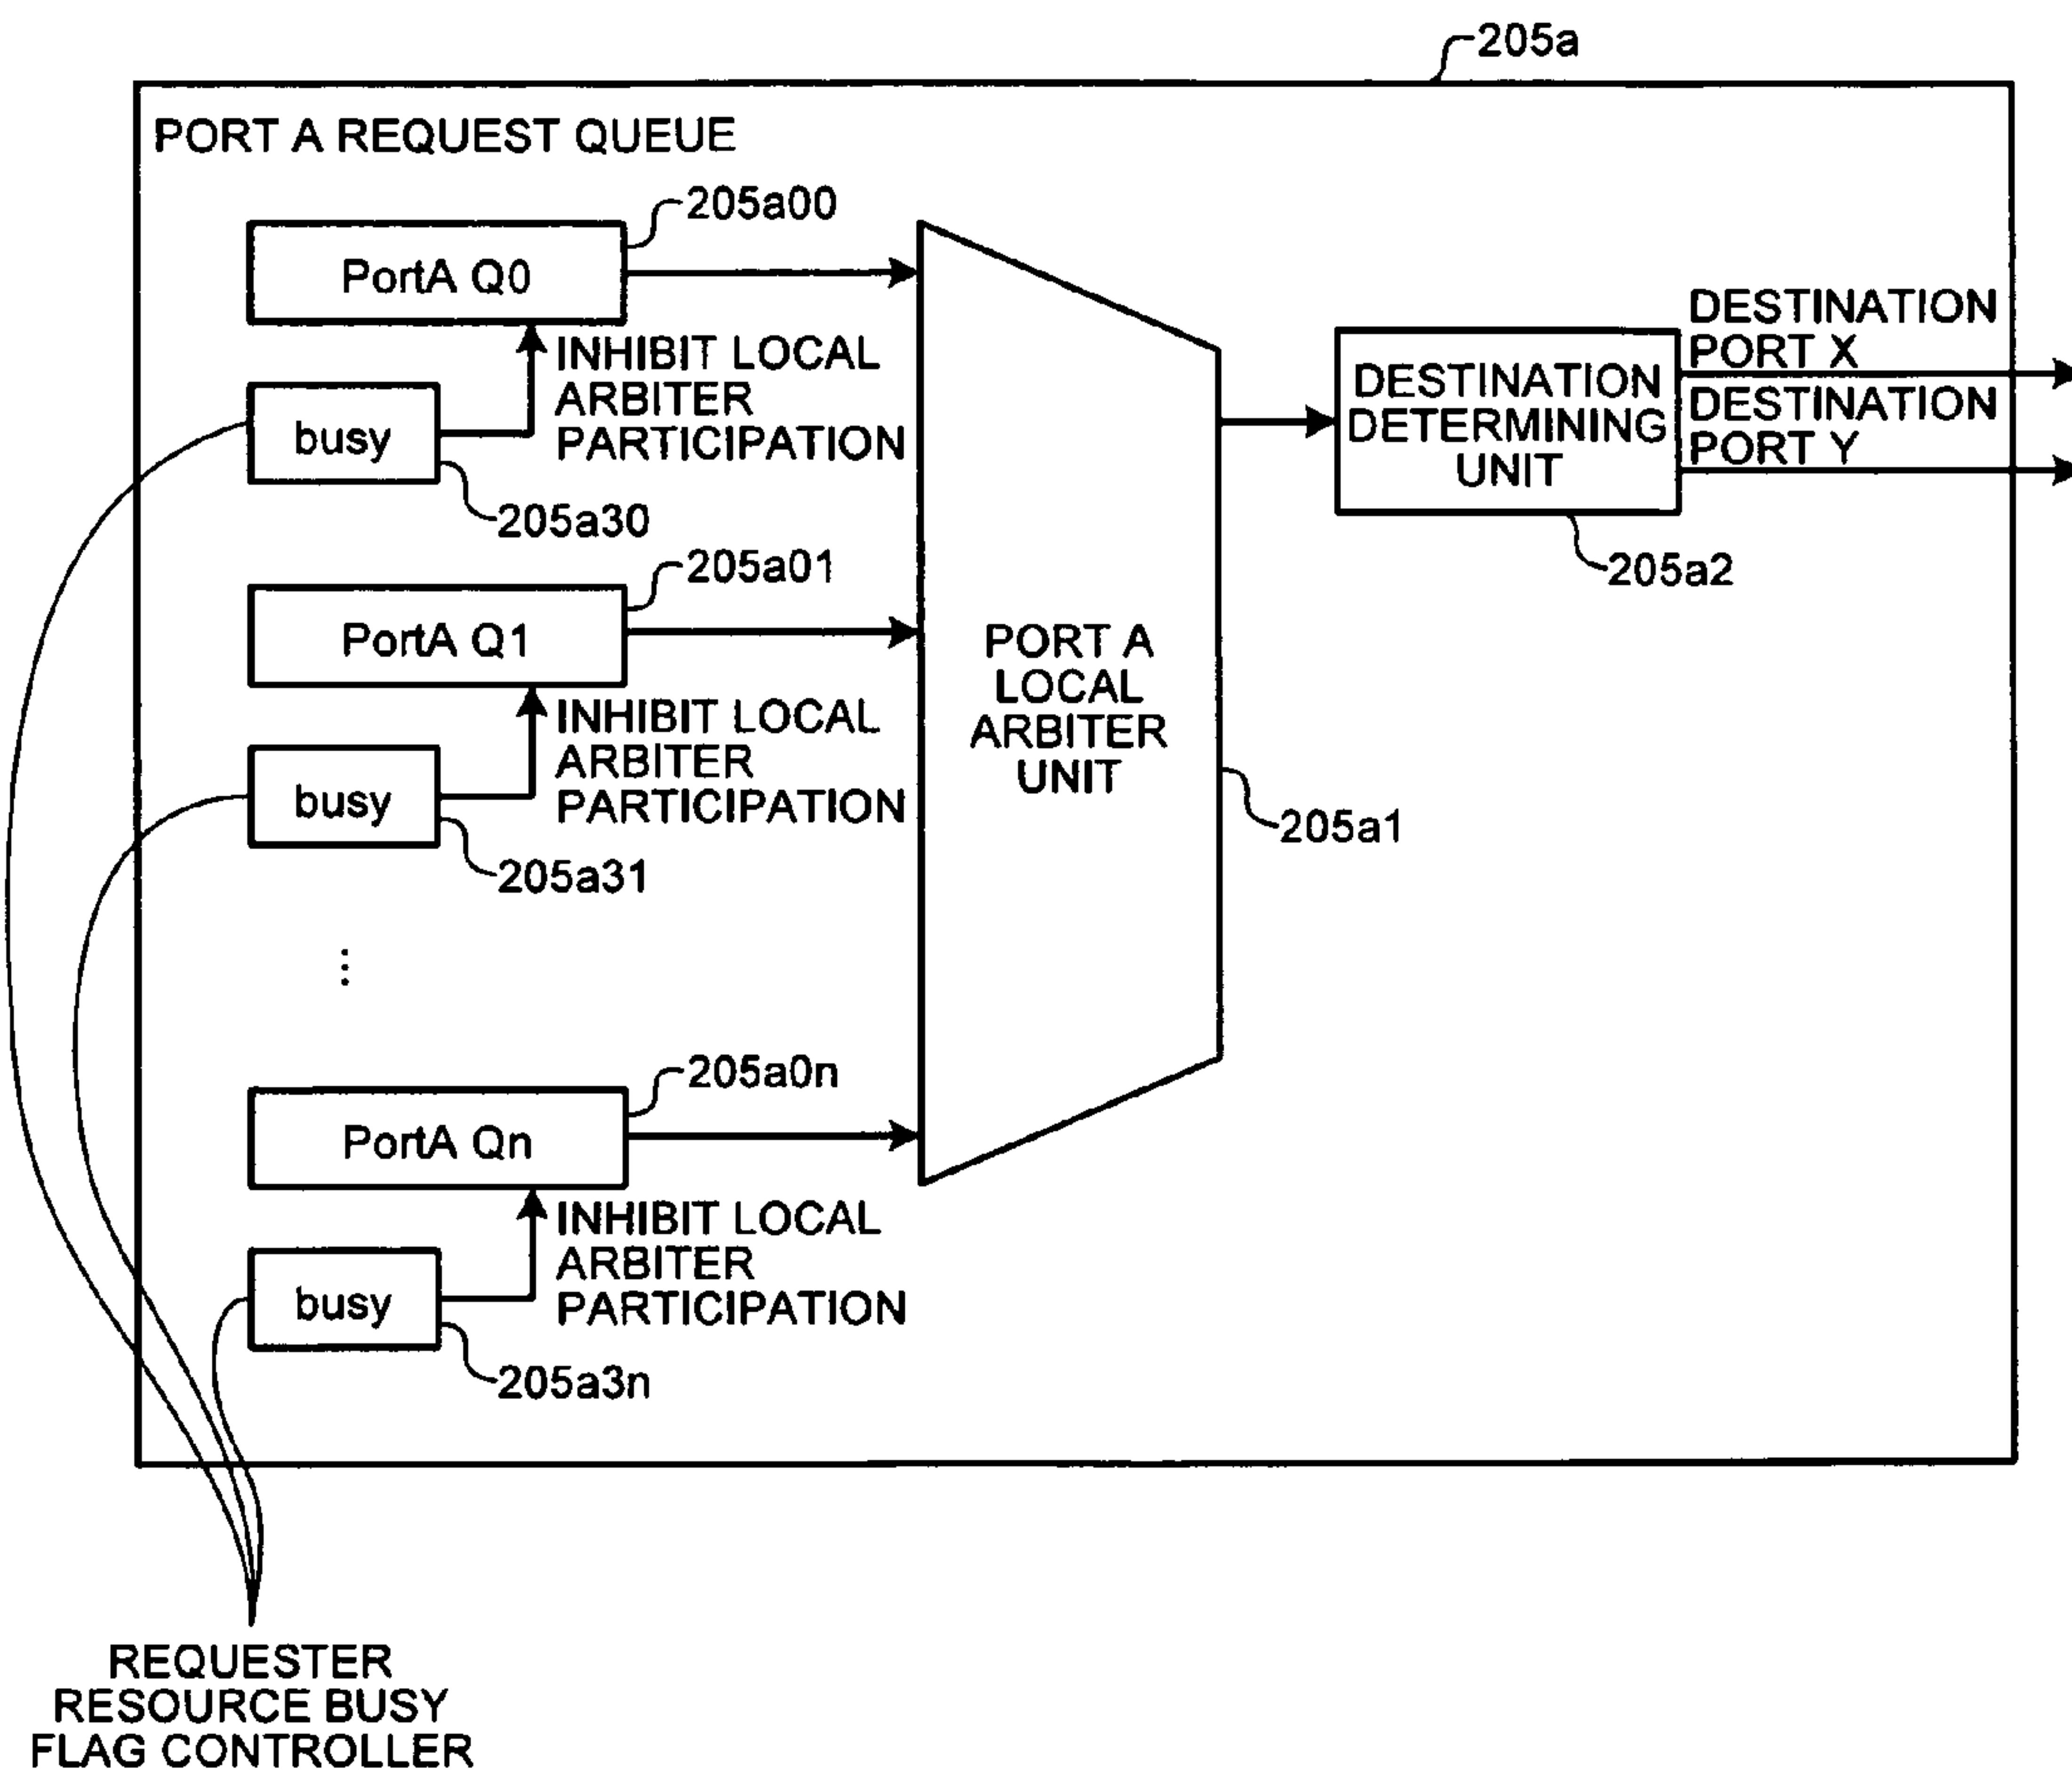 205a
PORT A REQUEST QUEUE
205a00
PortA Q0
INHIBIT LOCAL
ARBITER
PARTICIPATION
busy
205a30
DESTINATION
PORT X
DESTINATION
PORT Y
DESTINATION
DETERMINING
UNIT
205a2
205a01
PortA Q1
INHIBIT LOCAL
ARBITER
PARTICIPATION
busy
205a31
PORT A
LOCAL
ARBITER
UNIT
205a1
⋮
205a0n
PortA Qn
INHIBIT LOCAL
ARBITER
PARTICIPATION
busy
205a3n
REQUESTER
RESOURCE BUSY
FLAG CONTROLLER